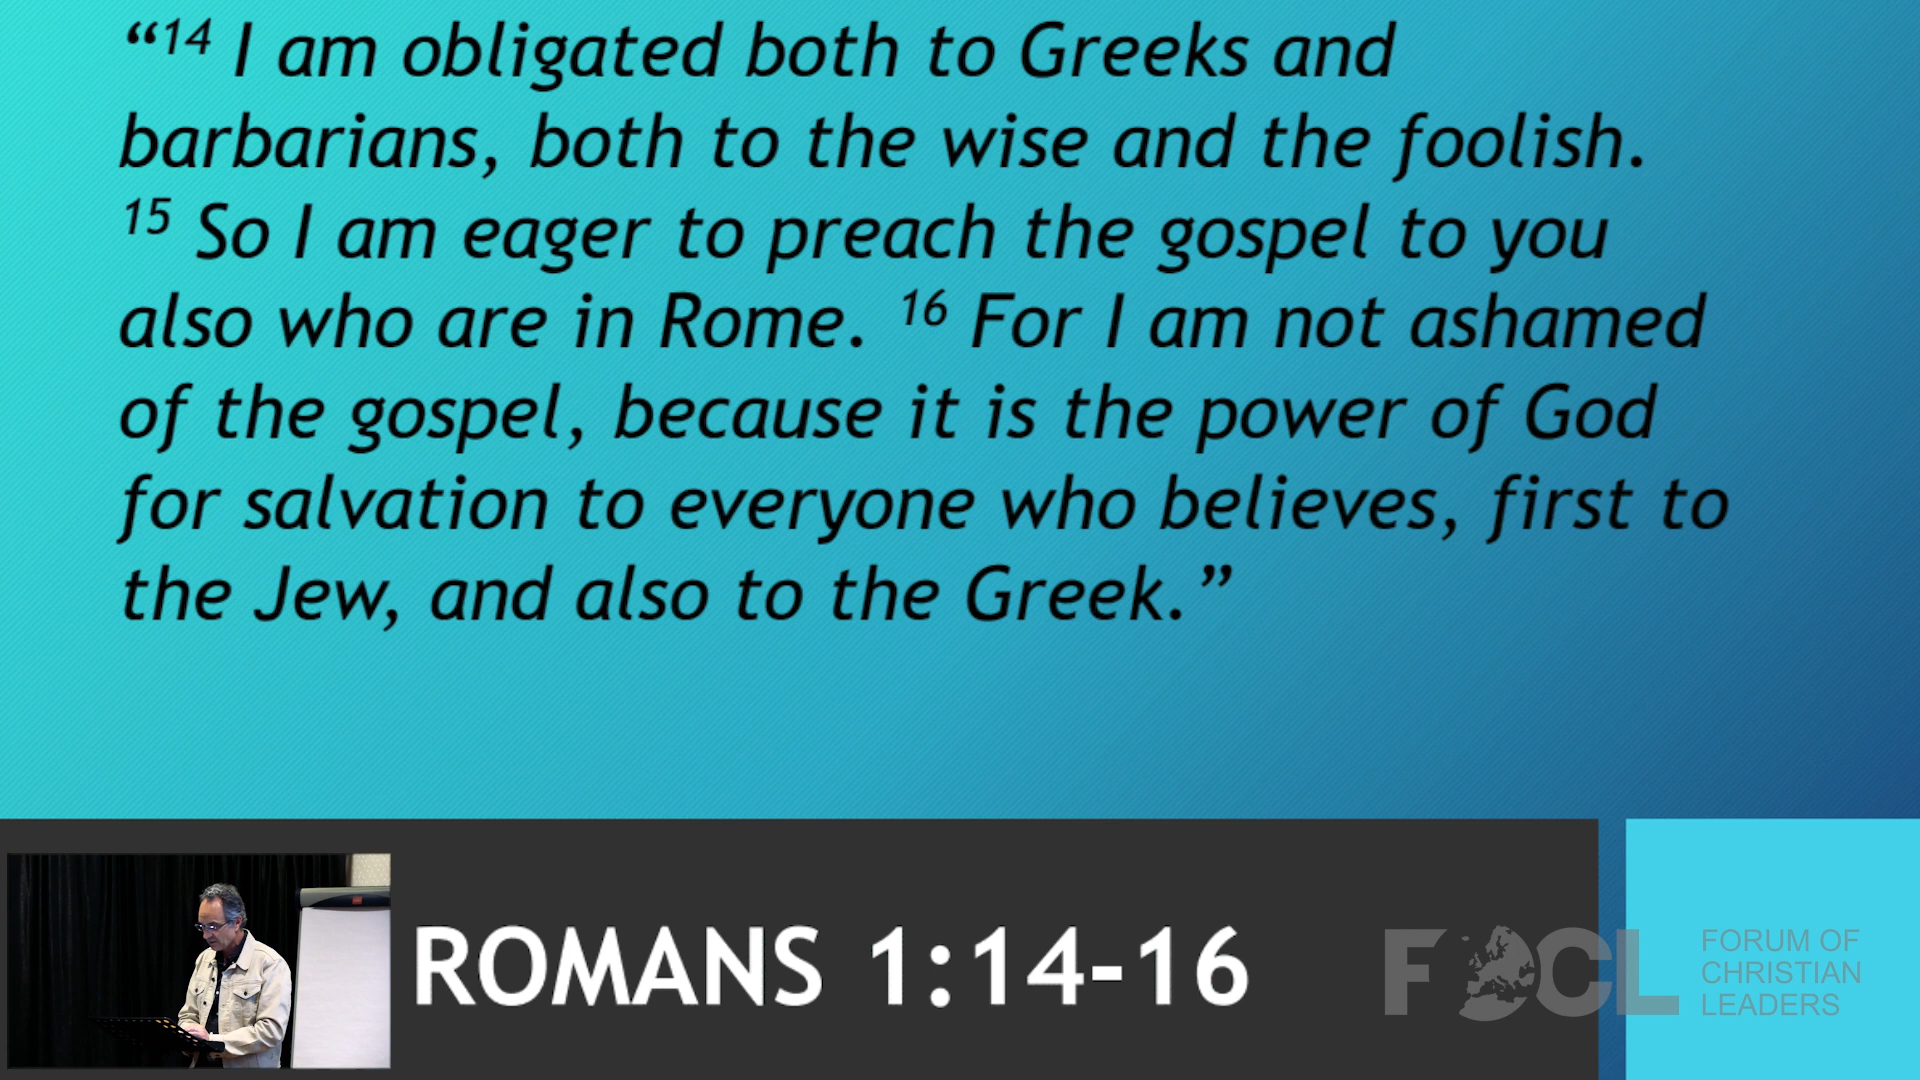 “14 I am obligated both to Greeks and
barbarians, both to the wise and the foolish.
15 So I am eager to preach the gospel to you
also who are in Rome. 16 For I am not ashamed
of the gospel, because it is the power of God
for salvation to everyone who believes, first to
the Jew, and also to the Greek.”
ROMANS 1:14-16
FOCL
FORUM OF
CHRISTIAN
LEADERS